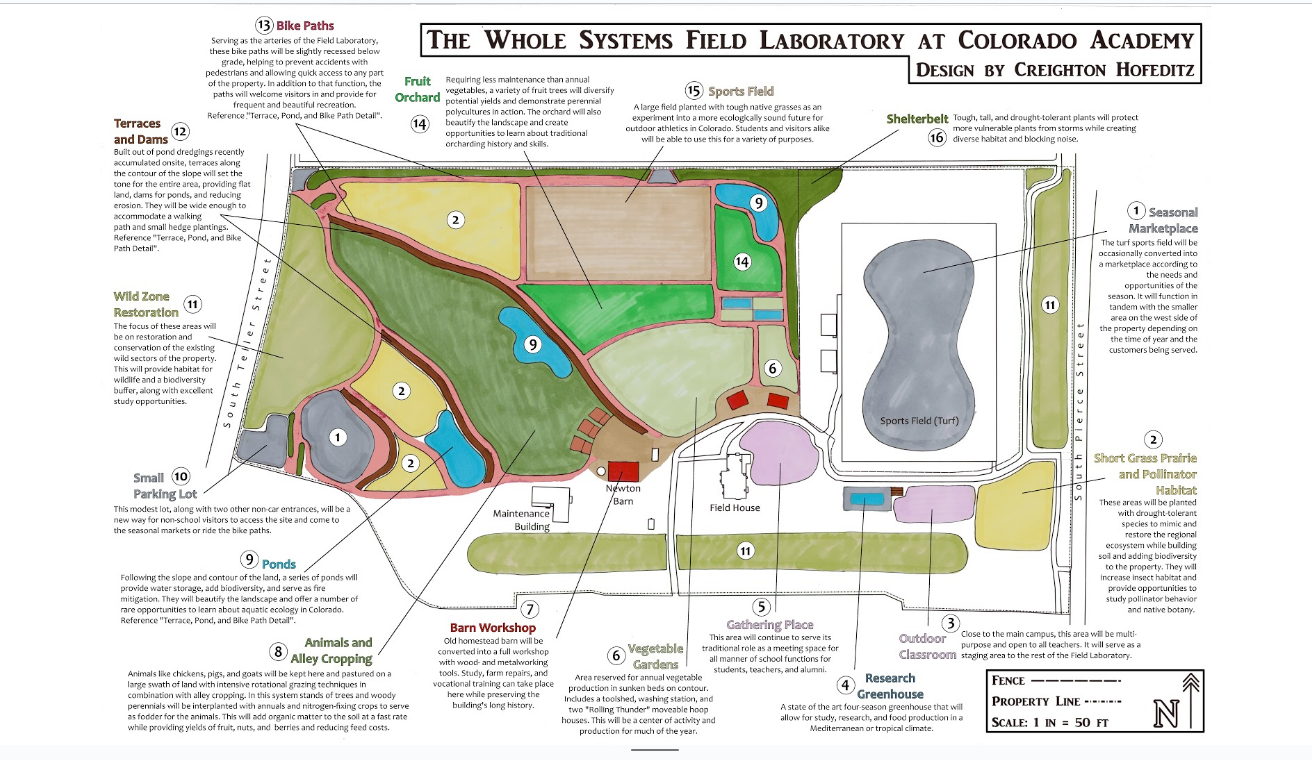 THE WHOLE SYSTEMS FIELD LABORATORY AT COLORADO ACADEMY
DESIGN BY CREIGHTON HOFEDITZ
13 Bike Paths
Serving as the arteries of the Field Laboratory,
these bike paths will be slightly recessed below
grade, helping to prevent accidents with
pedestrians and allowing quick access to any part
of the property. In addition to that function, the
paths will welcome visitors in and provide for
frequent and beautiful recreation.
Reference "Terrace, Pond, and Bike Path Detail".
Fruit
Orchard
14
Requiring less maintenance than annual
vegetables, a variety of fruit trees will diversify
potential yields and demonstrate perennial
polycultures in action. The orchard will also
beautify the landscape and create
opportunities to learn about traditional
orcharding history and skills.
15 Sports Field
A large field planted with tough native grasses as an
experiment into a more ecologically sound future for
outdoor athletics in Colorado. Students and visitors alike
will be able to use this for a variety of purposes.
Shelterbelt
16
Tough, tall, and drought-tolerant plants will protect
more vulnerable plants from storms while creating
diverse habitat and blocking noise.
Terraces
and Dams
12
Built out of pond dredgings recently
accumulated onsite, terraces along
the contour of the slope will set the
tone for the entire area, providing flat
land, dams for ponds, and reducing
erosion. They will be wide enough to
accommodate a walking
path and small hedge plantings.
Reference "Terrace, Pond, and Bike
Path Detail".
1 Seasonal
Marketplace
The turf sports field will be
occasionally converted into
a marketplace according to
the needs and
opportunities of the
season. It will function in
tandem with the smaller
area on the west side of
the property depending on
the time of year and the
customers being served.
Wild Zone
Restoration
11
The focus of these areas will
be on restoration and
conservation of the existing
wild sectors of the property.
This will provide habitat for
wildlife and a biodiversity
buffer, along with excellent
study opportunities.
South Teller Street
South Pierce Street
2
9
14
11
9
6
2
1
2
11
Sports Field (Turf)
Newton
Barn
Maintenance
Building
Field House
2
Short Grass Prairie
and Pollinator
Habitat
These areas will be planted
with drought-tolerant
species to mimic and
restore the regional
ecosystem while building
soil and adding biodiversity
to the property. They will
increase insect habitat and
provide opportunities to
study pollinator behavior
and native botany.
Small
Parking Lot
10
This modest lot, along with two other non-car entrances, will be a
new way for non-school visitors to access the site and come to
the seasonal markets or ride the bike paths.
9 Ponds
Following the slope and contour of the land, a series of ponds will
provide water storage, add biodiversity, and serve as fire
mitigation. They will beautify the landscape and offer a number of
rare opportunities to learn about aquatic ecology in Colorado.
Reference "Terrace, Pond, and Bike Path Detail".
8 Animals and
Alley Cropping
Animals like chickens, pigs, and goats will be kept here and pastured on a
large swath of land with intensive rotational grazing techniques in
combination with alley cropping. In this system stands of trees and woody
perennials will be interplanted with annuals and nitrogen-fixing crops to serve
as fodder for the animals. This will add organic matter to the soil at a fast rate
while providing yields of fruit, nuts, and berries and reducing feed costs.
7
Barn Workshop
Old homestead barn will be
converted into a full workshop
with wood- and metalworking
tools. Study, farm repairs, and
vocational training can take place
here while preserving the
building's long history.
6 Vegetable
Gardens
Area reserved for annual vegetable
production in sunken beds on contour.
Includes a toolshed, washing station, and
two "Rolling Thunder" moveable hoop
houses. This will be a center of activity and
production for much of the year.
5
Gathering Place
This area will continue to serve its
traditional role as a meeting space for
all manner of school functions for
students, teachers, and alumni.
4 Research
Greenhouse
A state of the art four-season greenhouse that will
allow for study, research, and food production in a
Mediterranean or tropical climate.
3
Outdoor
Classroom
Close to the main campus, this area will be multi-
purpose and open to all teachers. It will serve as a
staging area to the rest of the Field Laboratory.
FENCE
PROPERTY LINE
SCALE: 1 IN = 50 FT
N